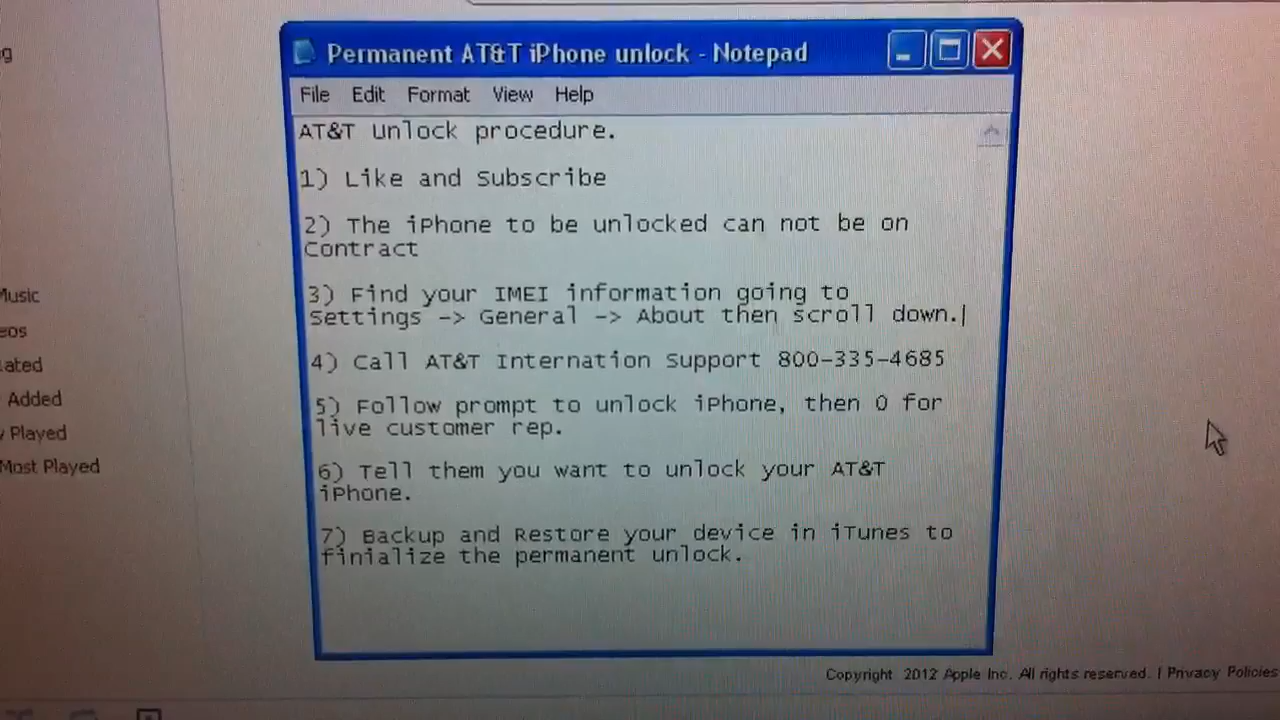 Permanent AT&T iPhone unlock - Notepad
File Edit Format View Help
AT&T Unlock procedure.
1) Like and Subscribe
2) The iPhone to be unlocked can not be on
Contract
3) Find your IMEI information going to
Settings -> General -> About then scroll down.
4) Call AT&T Internation Support 800-335-4685
5) Follow prompt to unlock iPhone, then 0 for
live customer rep.
6) Tell them you want to unlock your AT&T
iPhone.
7) Backup and Restore your device in iTunes to
finialize the permanent unlock.
Music
Added
Played
Most Played
Copyright 2012 Apple Inc. All rights reserved. | Privacy Policies